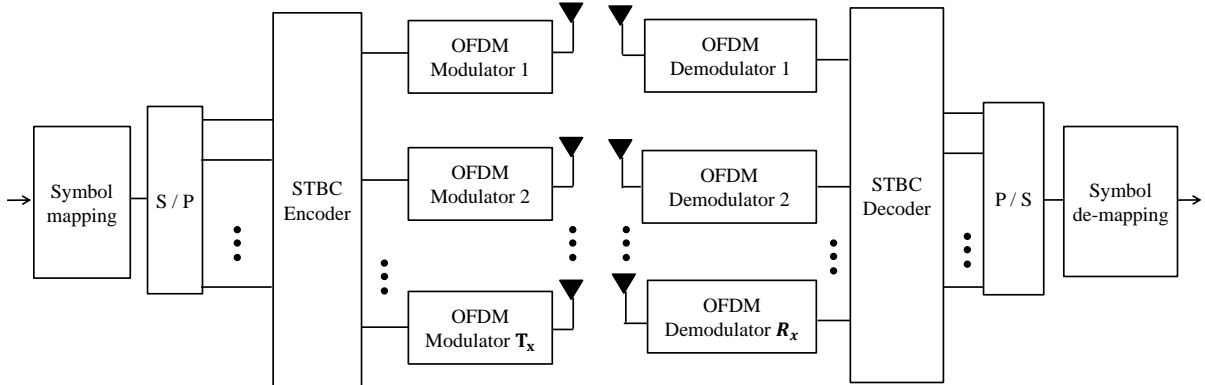 Symbol
mapping
S / P
STBC
Encoder
OFDM
Modulator 1
OFDM
Modulator 2
OFDM
Modulator Tₓ
OFDM
Demodulator 1
OFDM
Demodulator 2
OFDM
Demodulator Rₓ
STBC
Decoder
P / S
Symbol
de-mapping